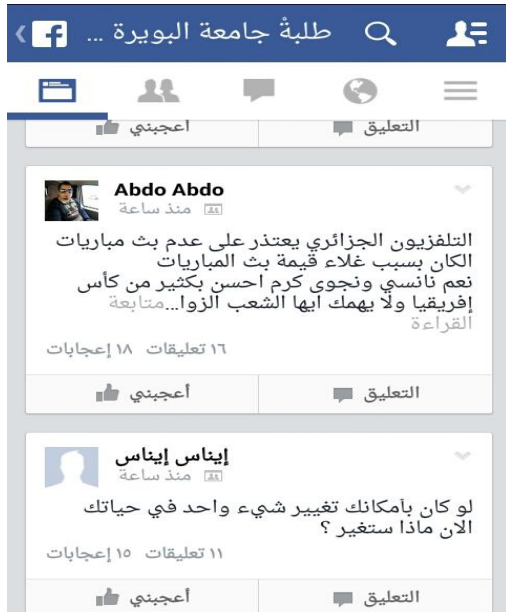 طلبةْ جامعة البويرة ...
أعجبني التعليق
Abdo Abdo
منذ ساعة
التلفزيون الجزائري يعتذر على عدم بث مباريات
الكان بسبب غلاء قيمة بث المباريات
نعم نانسي ونجوى كرم احسن بكثير من كأس
إفريقيا ولا يهمك ايها الشعب الزوا...متابعة
القراءة
١٦ تعليقات ١٨ إعجابات
أعجبني التعليق
إيناس إيناس
منذ ساعة
لو كان بآمكانك تغيير شيء واحد في حياتك
الان ماذا ستغير ؟
١١ تعليقات ١٥ إعجابات
أعجبني التعليق